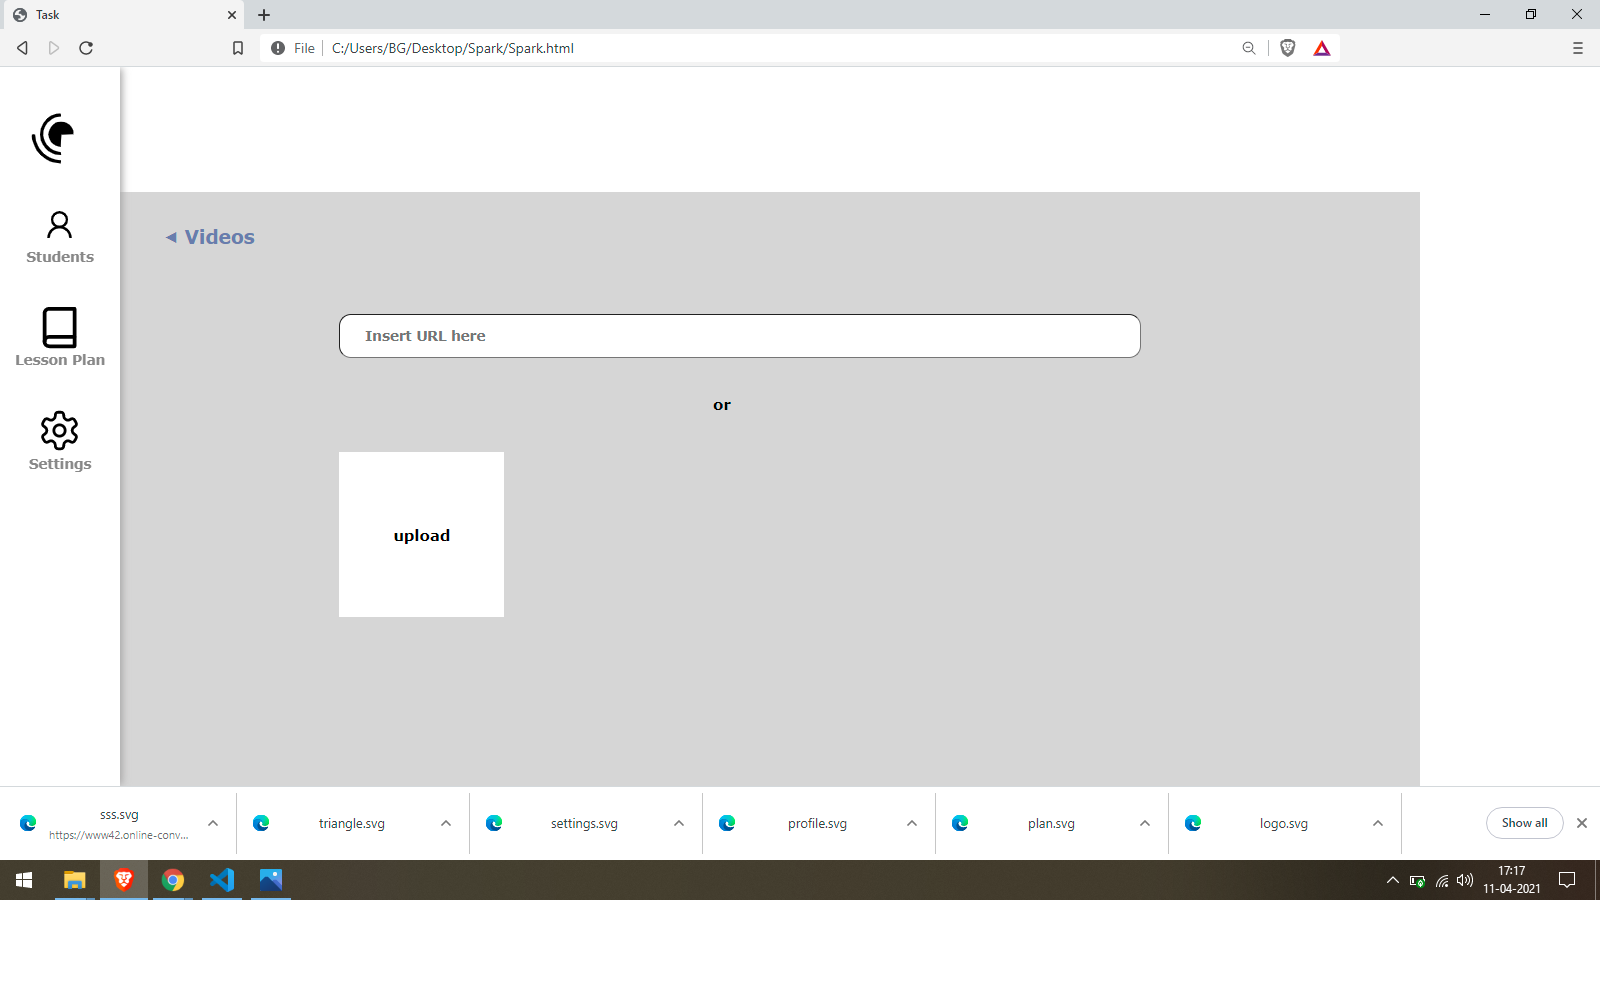 Task
File
C:/Users/BG/Desktop/Spark/Spark.html
Students
Lesson Plan
Settings
◄ Videos
Insert URL here
or
upload
sss.svg
https://www42.online-conv...
triangle.svg
settings.svg
profile.svg
plan.svg
logo.svg
Show all
17:17
11-04-2021